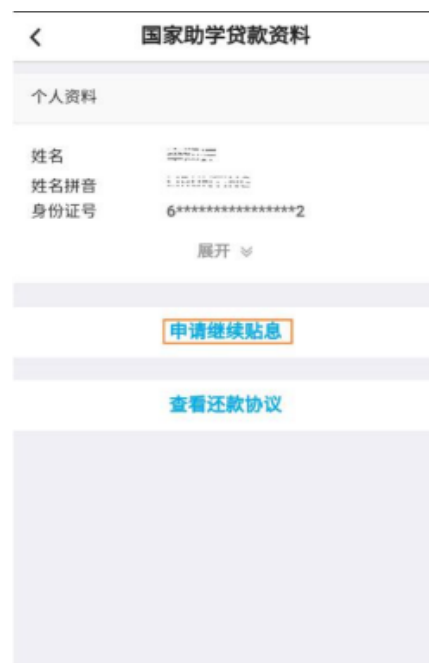 国家助学贷款资料
个人资料
姓名
姓名拼音
身份证号 6****************2
展开
申请继续贴息
查看还款协议